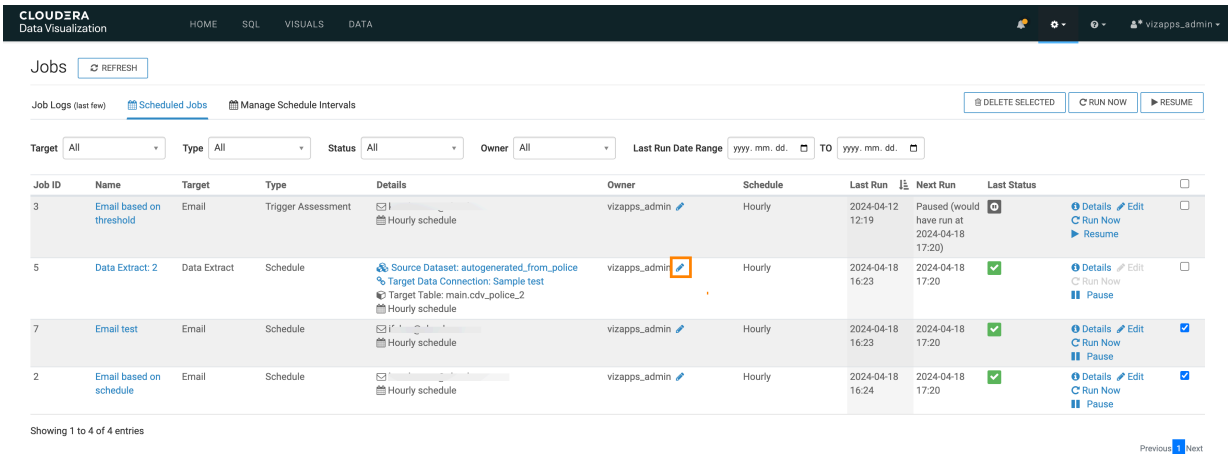 CLOUDERA
Data Visualization
HOME SQL VISUALS DATA
vizapps_admin
Jobs REFRESH
Job Logs (last few) Scheduled Jobs Manage Schedule Intervals DELETE SELECTED RUN NOW RESUME
Target All Type All Status All Owner All Last Run Date Range yyyy. mm. dd. TO yyyy. mm. dd.
Job ID Name Target Type Details Owner Schedule Last Run Next Run Last Status
3 Email based on threshold Email Trigger Assessment vizapps_admin Hourly 2024-04-12 12:19 Paused (would have run at 2024-04-18 17:20) Details Edit
Hourly schedule Run Now
Resume
5 Data Extract: 2 Data Extract Schedule Source Dataset: autogenerated_from_police vizapps_admin Hourly 2024-04-18 16:23 2024-04-18 17:20 Details Edit
Target Data Connection: Sample test Run Now
Target Table: main.cdv_police_2 Pause
Hourly schedule
7 Email test Email Schedule vizapps_admin Hourly 2024-04-18 16:23 2024-04-18 17:20 Details Edit
Hourly schedule Run Now
Pause
2 Email based on schedule Email Schedule vizapps_admin Hourly 2024-04-18 16:24 2024-04-18 17:20 Details Edit
Hourly schedule Run Now
Pause
Showing 1 to 4 of 4 entries
Previous 1 Next